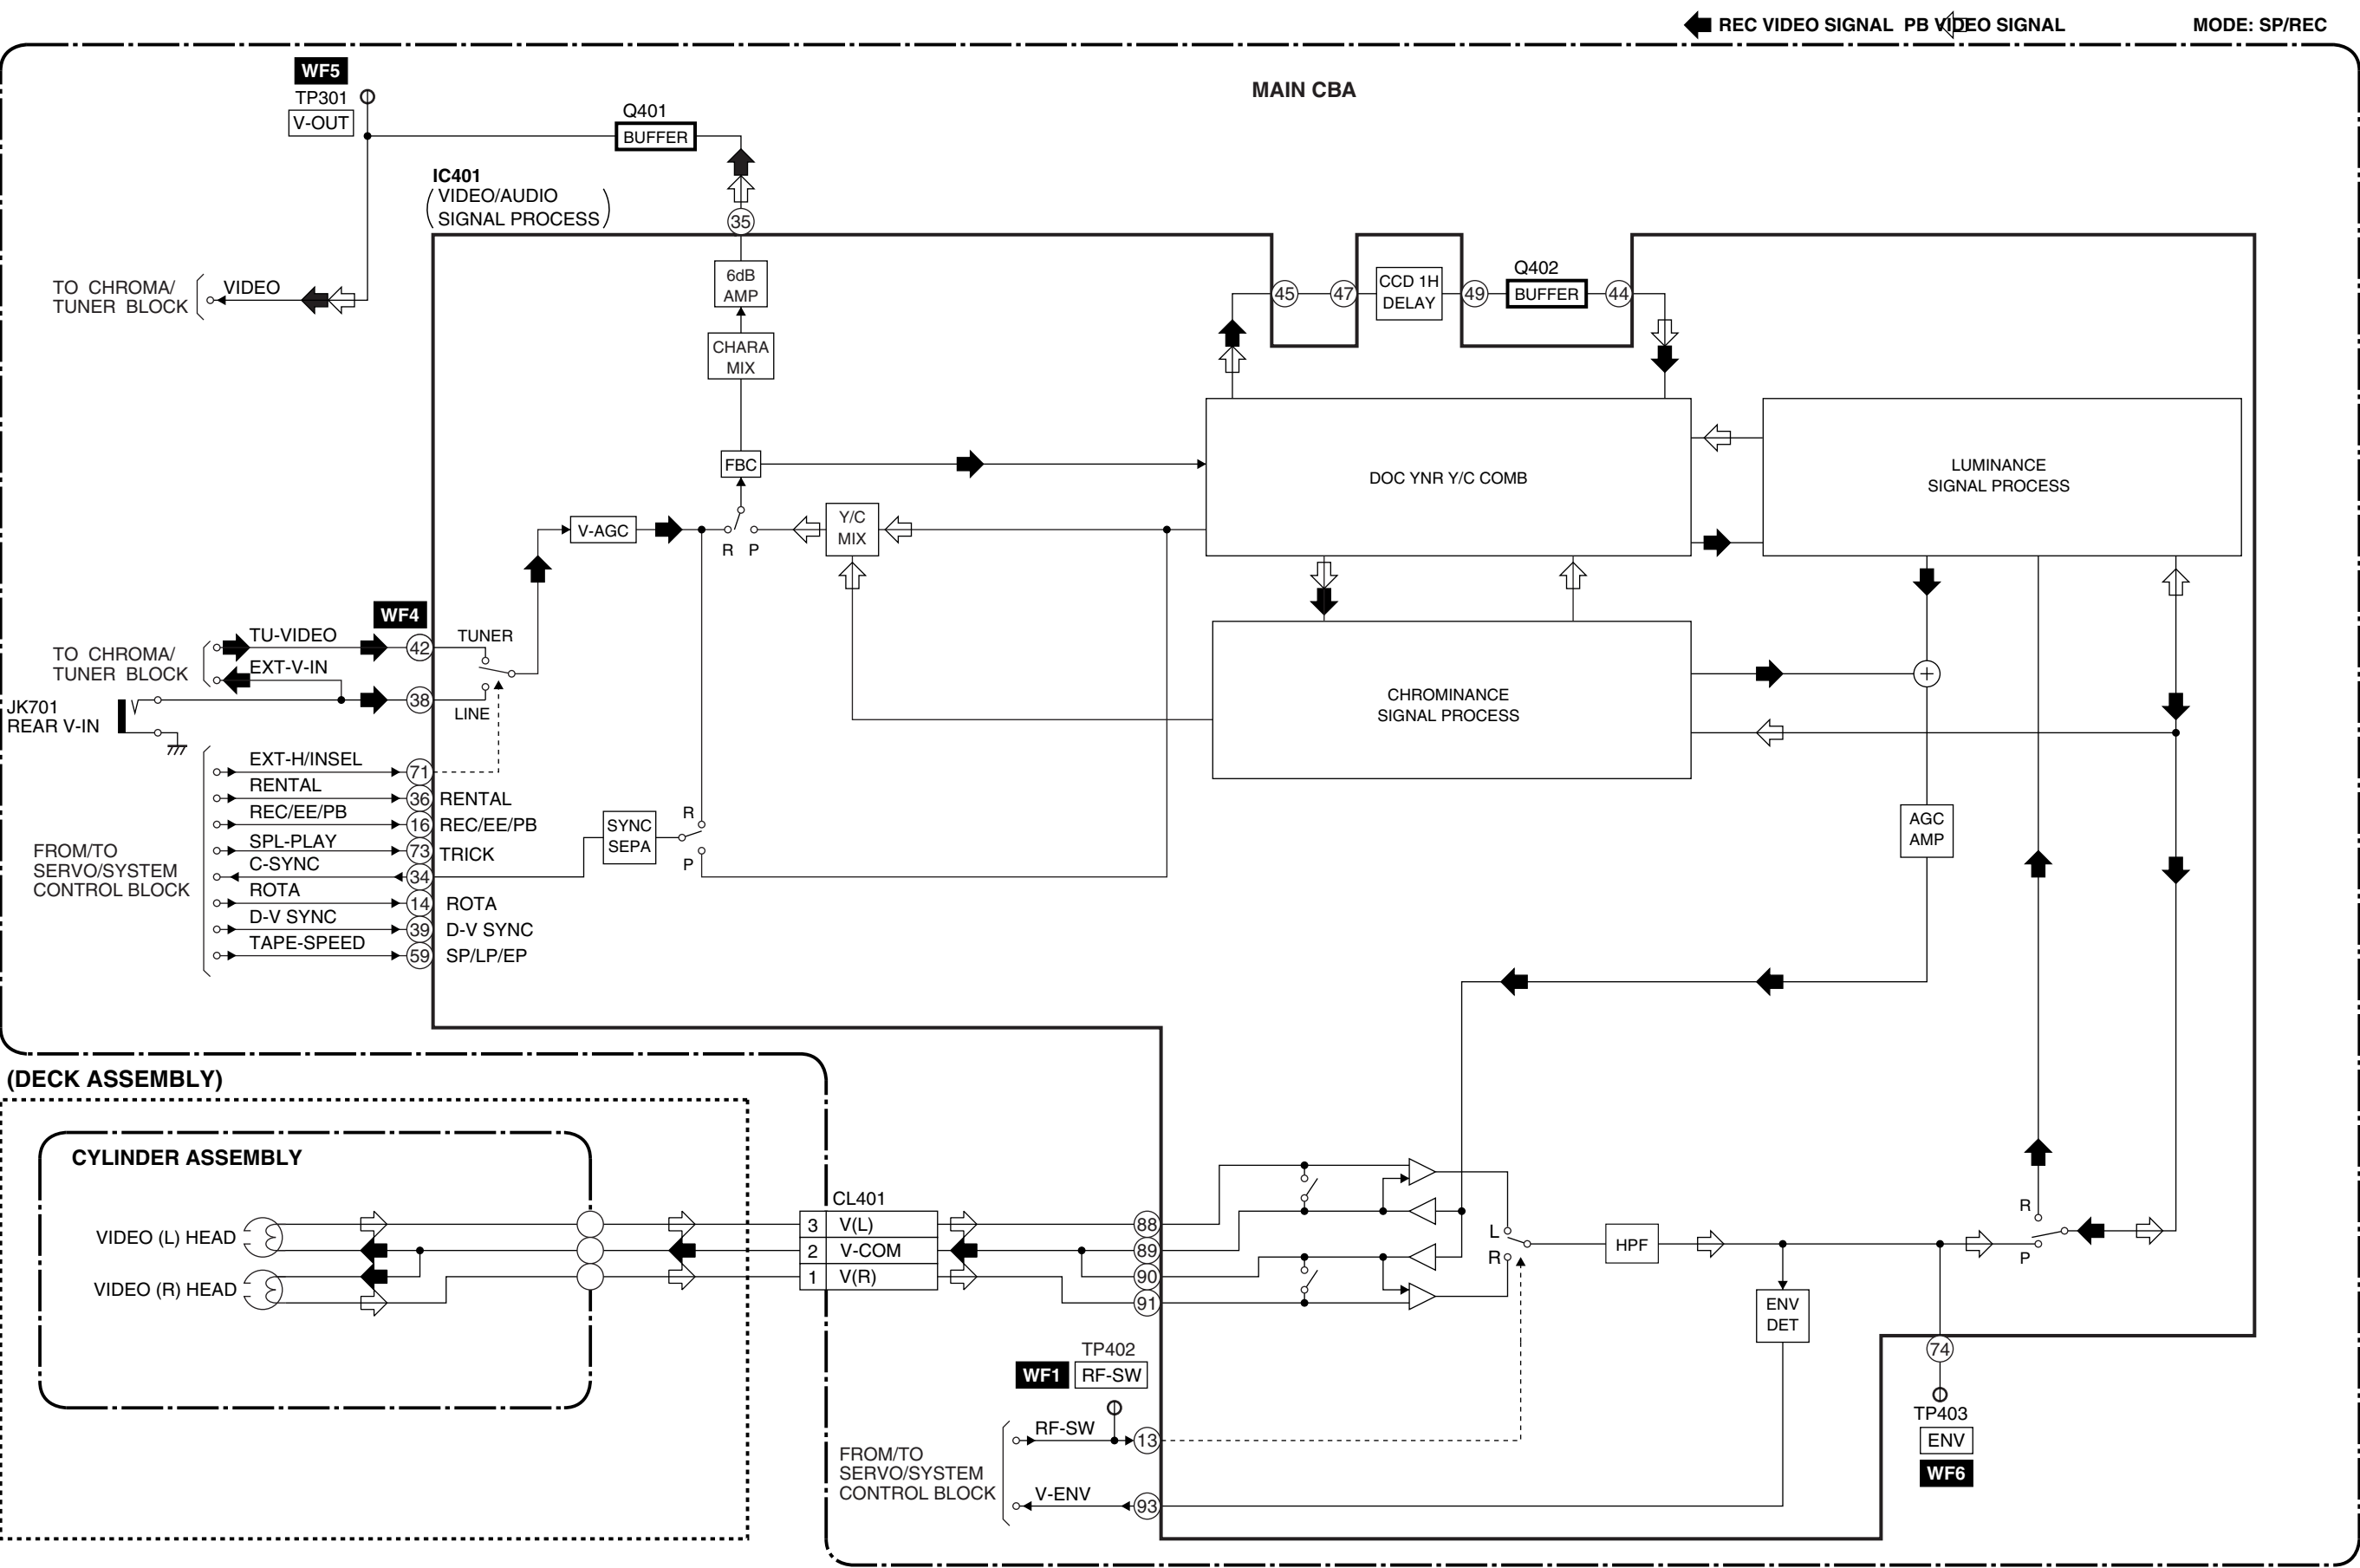 REC VIDEO SIGNAL PB VIDEO SIGNAL MODE: SP/REC
MAIN CBA
WF5
TP301
V-OUT
Q401
BUFFER
IC401
VIDEO/AUDIO
SIGNAL PROCESS
35
6dB
AMP
CHARA
MIX
FBC
TO CHROMA/
TUNER BLOCK
VIDEO
45
47
CCD 1H
DELAY
49
Q402
BUFFER
44
DOC YNR Y/C COMB
LUMINANCE
SIGNAL PROCESS
V-AGC
R P
Y/C
MIX
CHROMINANCE
SIGNAL PROCESS
+
AGC
AMP
WF4
TO CHROMA/
TUNER BLOCK
TU-VIDEO
42
TUNER
EXT-V-IN
38
LINE
JK701
REAR V-IN
FROM/TO
SERVO/SYSTEM
CONTROL BLOCK
EXT-H/INSEL
71
RENTAL
36 RENTAL
REC/EE/PB
16 REC/EE/PB
SPL-PLAY
73 TRICK
C-SYNC
34
ROTA
14 ROTA
D-V SYNC
39 D-V SYNC
TAPE-SPEED
59 SP/LP/EP
SYNC
SEPA
R
P
(DECK ASSEMBLY)
CYLINDER ASSEMBLY
VIDEO (L) HEAD
VIDEO (R) HEAD
CL401
3 V(L)
2 V-COM
1 V(R)
88
89
90
91
L
R
HPF
ENV
DET
R
P
TP402
WF1 RF-SW
FROM/TO
SERVO/SYSTEM
CONTROL BLOCK
RF-SW
13
V-ENV
93
74
TP403
ENV
WF6